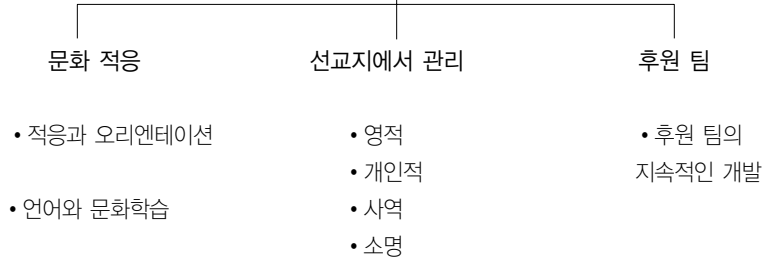 문화 적응
• 적응과 오리엔테이션
• 언어와 문화학습
선교지에서 관리
• 영적
• 개인적
• 사역
• 소명
후원 팀
• 후원 팀의
지속적인 개발